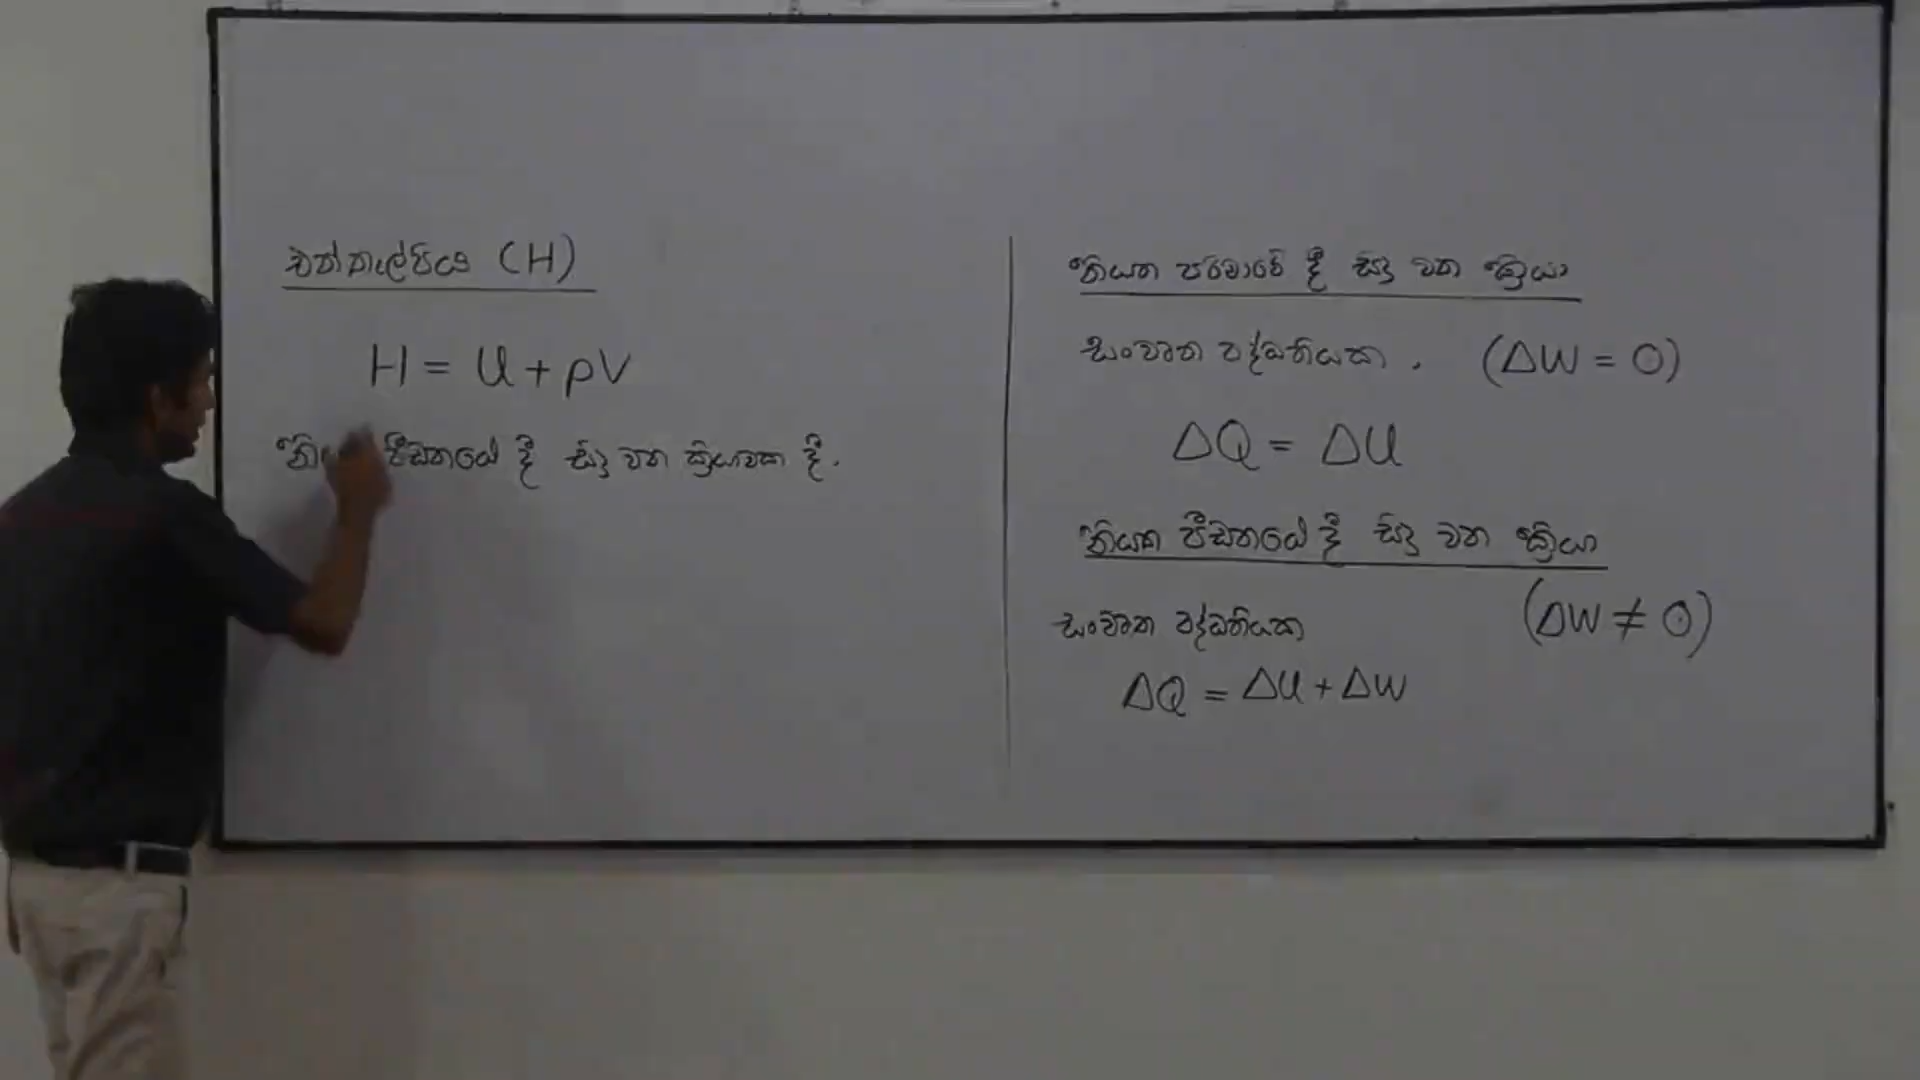 එන්තැල්පිය (H)
H = U + pV
පීඩනයේ දී සිදු වන ක්‍රියාවක දී.
නියත පරිමාවේ දී සිදු වන ක්‍රියා
සංවෘත පද්ධතියක. (ΔW = 0)
ΔQ = ΔU
නියත පීඩනයේ දී සිදු වන ක්‍රියා
සංවෘත පද්ධතියක (ΔW ≠ 0)
ΔQ = ΔU + ΔW